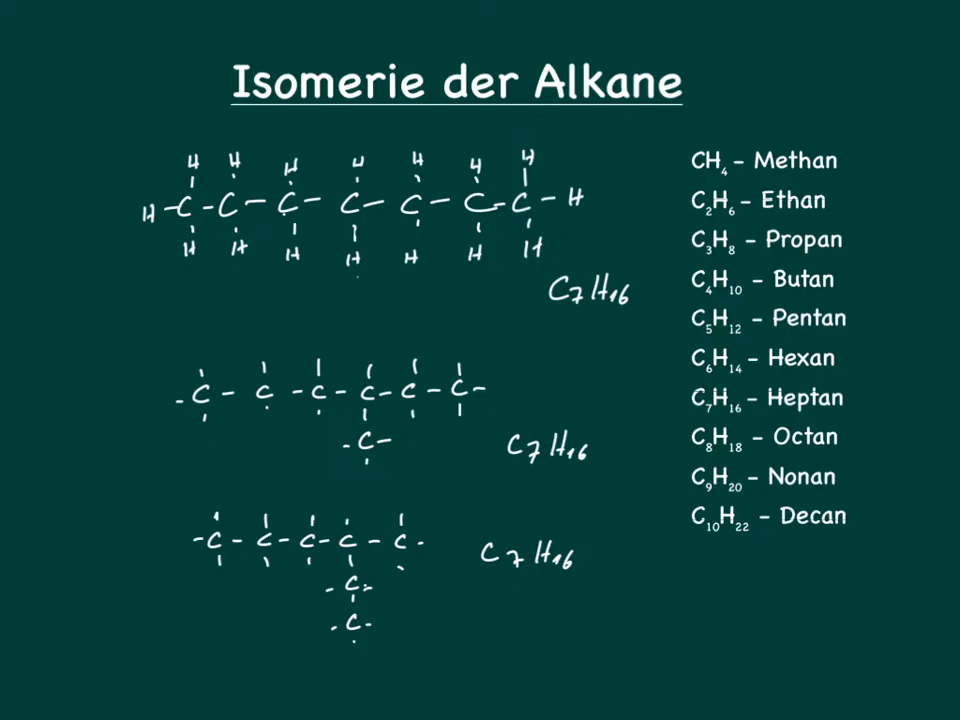 Isomerie der Alkane
H H H H H H H
H - C - C - C - C - C - C - C - H
H H H H H H H
C7H16
- C - C - C - C - C - C -
- C -
C7H16
- C - C - C - C - C -
- C -
- C -
C7H16
CH4 - Methan
C2H6 - Ethan
C3H8 - Propan
C4H10 - Butan
C5H12 - Pentan
C6H14 - Hexan
C7H16 - Heptan
C8H18 - Octan
C9H20 - Nonan
C10H22 - Decan